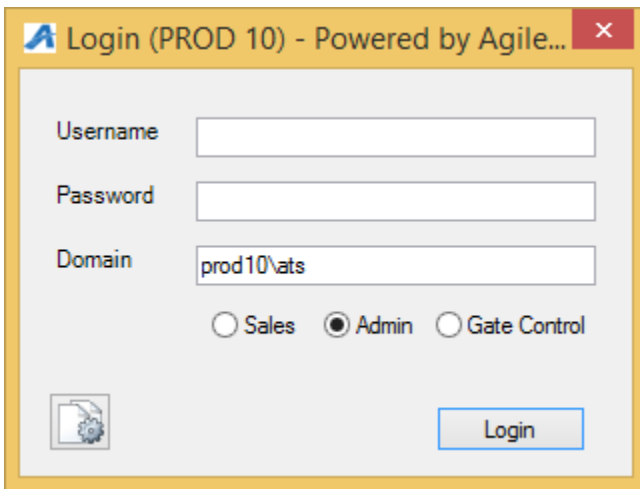 Login (PROD 10) - Powered by Agile...
Username
Password
Domain prod10\ats
Sales Admin Gate Control
Login